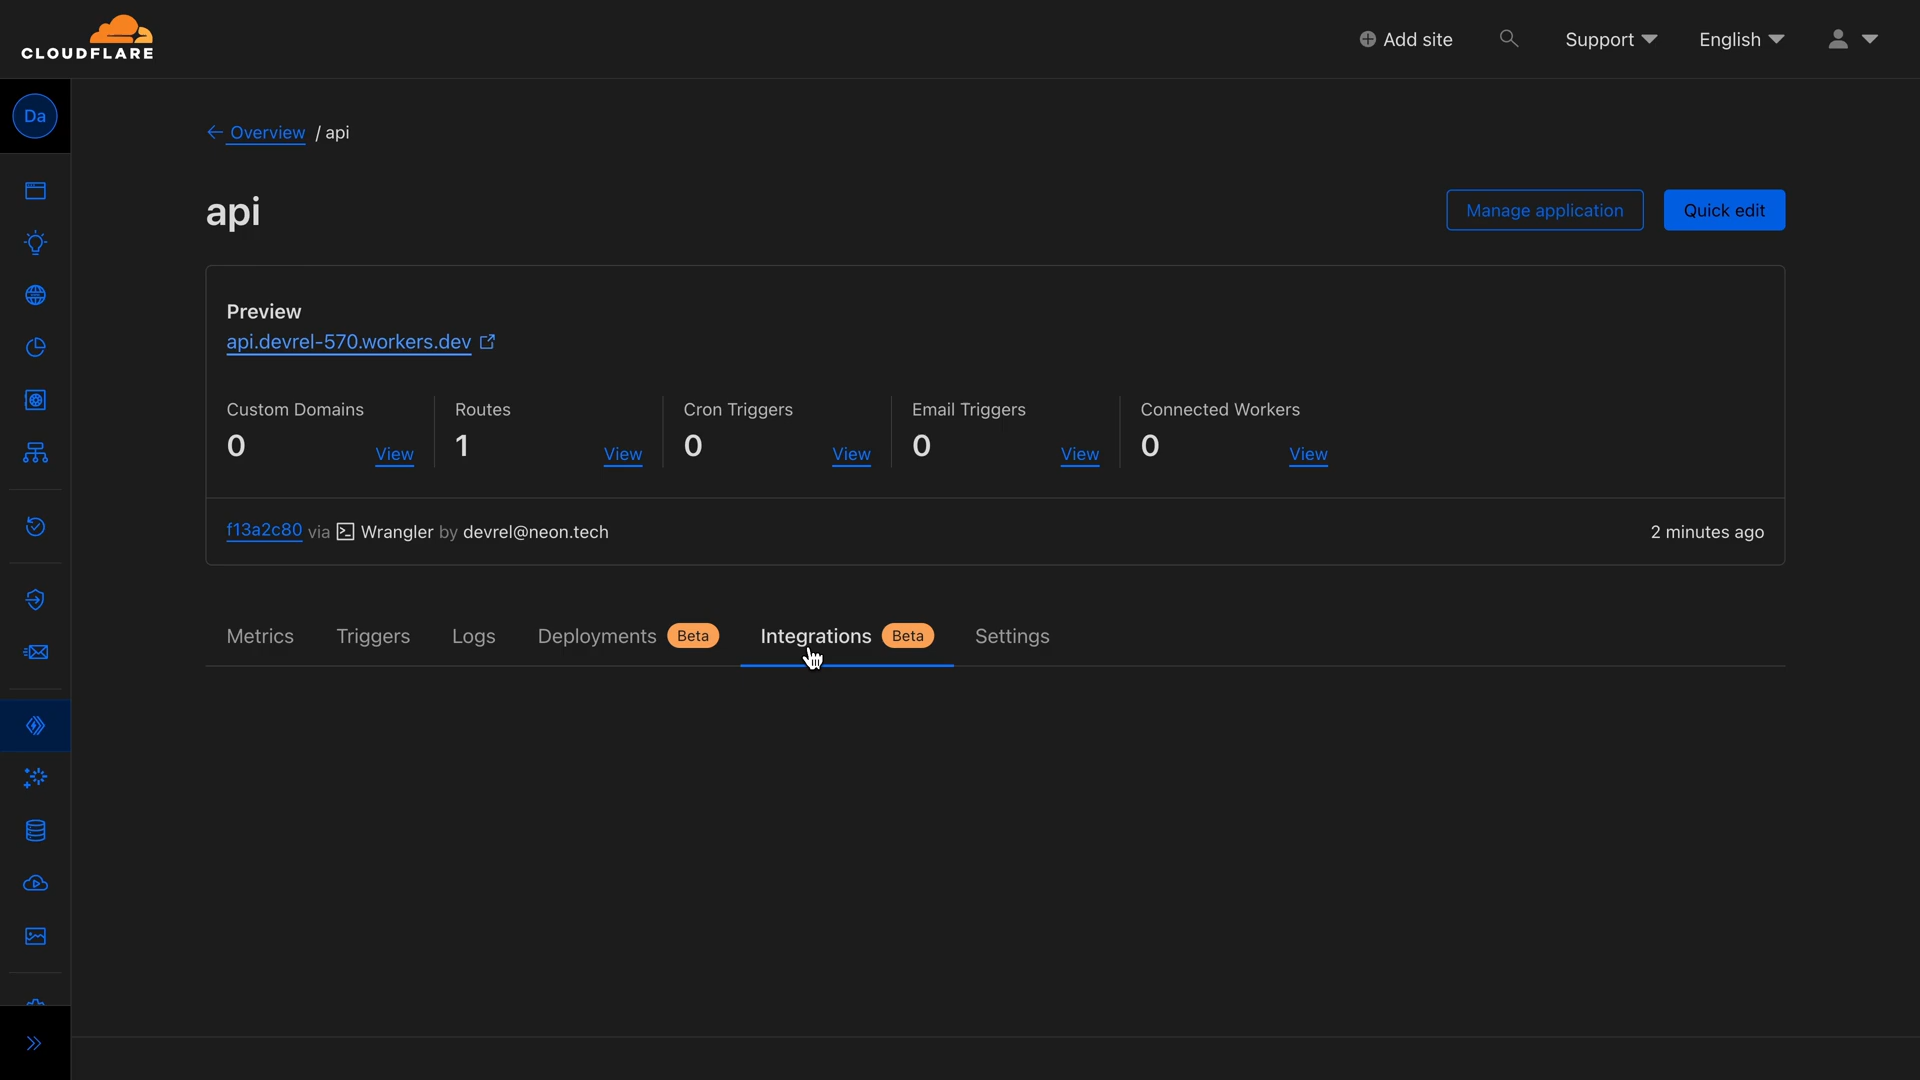 CLOUDFLARE
Add site
Support
English
Da
Overview / api
api
Manage application
Quick edit
Preview
api.devrel-570.workers.dev
Custom Domains
0
View
Routes
1
View
Cron Triggers
0
View
Email Triggers
0
View
Connected Workers
0
View
f13a2c80 via Wrangler by devrel@neon.tech
2 minutes ago
Metrics
Triggers
Logs
Deployments Beta
Integrations Beta
Settings